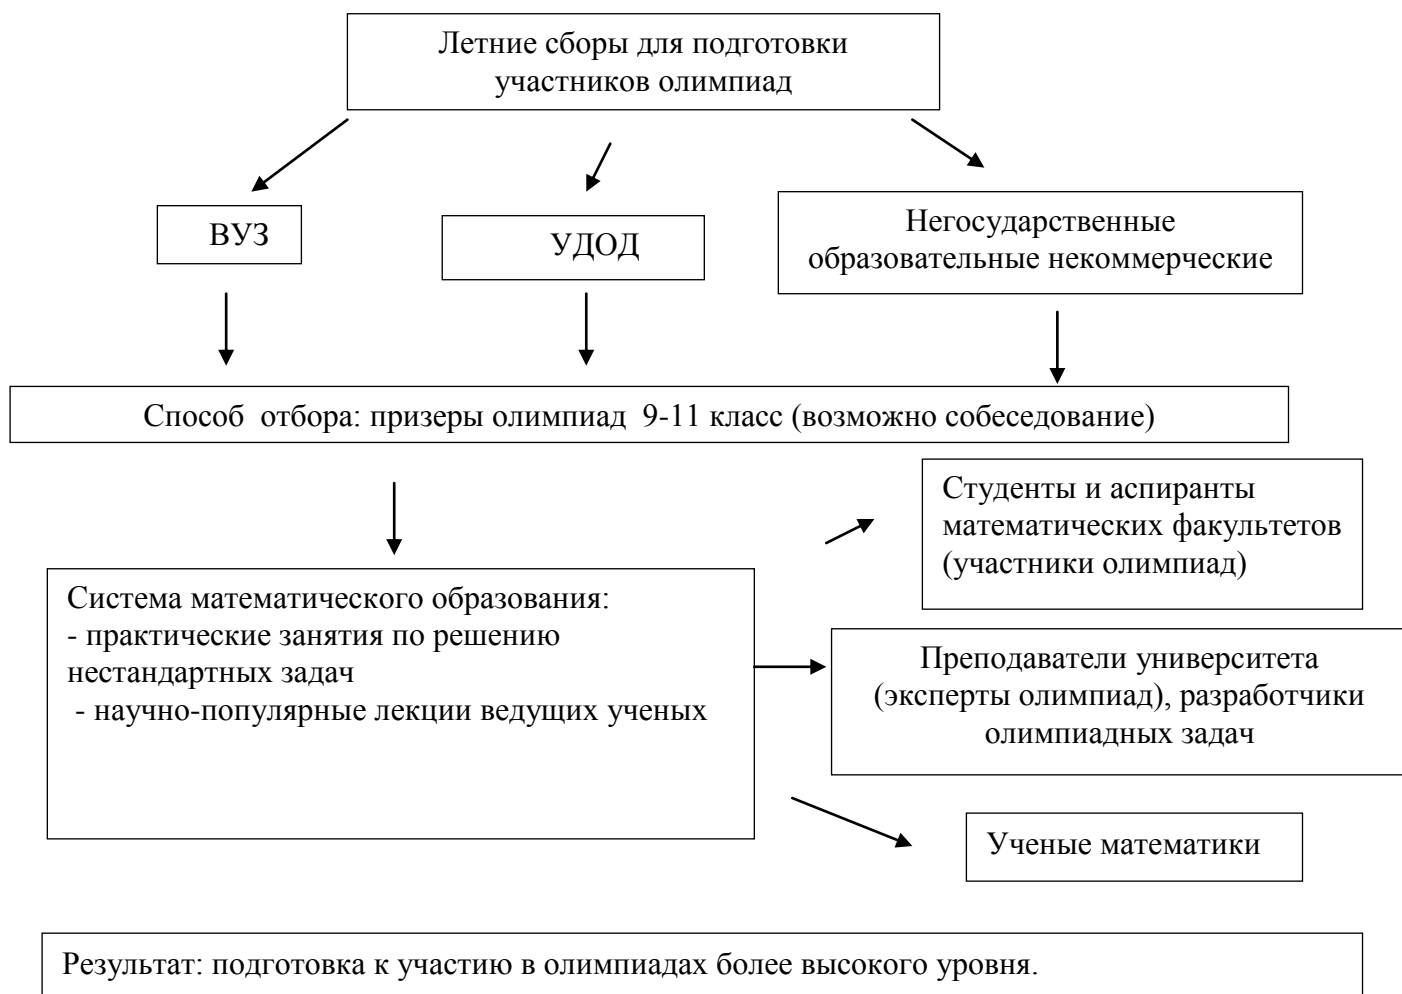 Летние сборы для подготовки
участников олимпиад
ВУЗ
УДОД
Негосударственные
образовательные некоммерческие
Способ отбора: призеры олимпиад 9-11 класс (возможно собеседование)
Студенты и аспиранты
математических факультетов
(участники олимпиад)
Система математического образования:
- практические занятия по решению
нестандартных задач
- научно-популярные лекции ведущих ученых
Преподаватели университета
(эксперты олимпиад), разработчики
олимпиадных задач
Ученые математики
Результат: подготовка к участию в олимпиадах более высокого уровня.